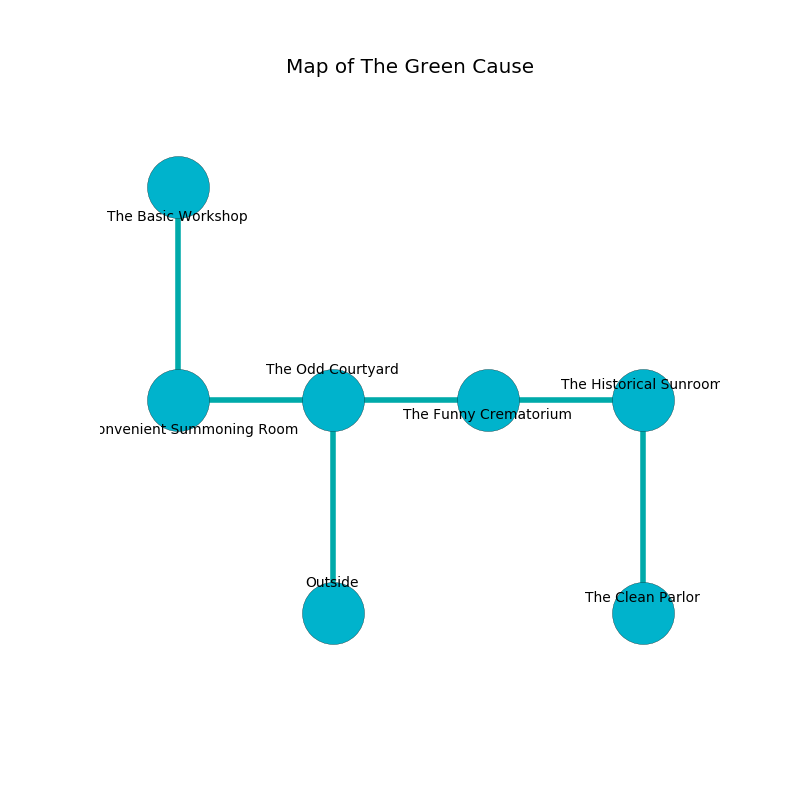 Map of The Green Cause
The Basic Workshop
The Odd Courtyard
The Historical Sunroom
The Funny Crematorium
Summoning Room
Outside
The Clean Parlor